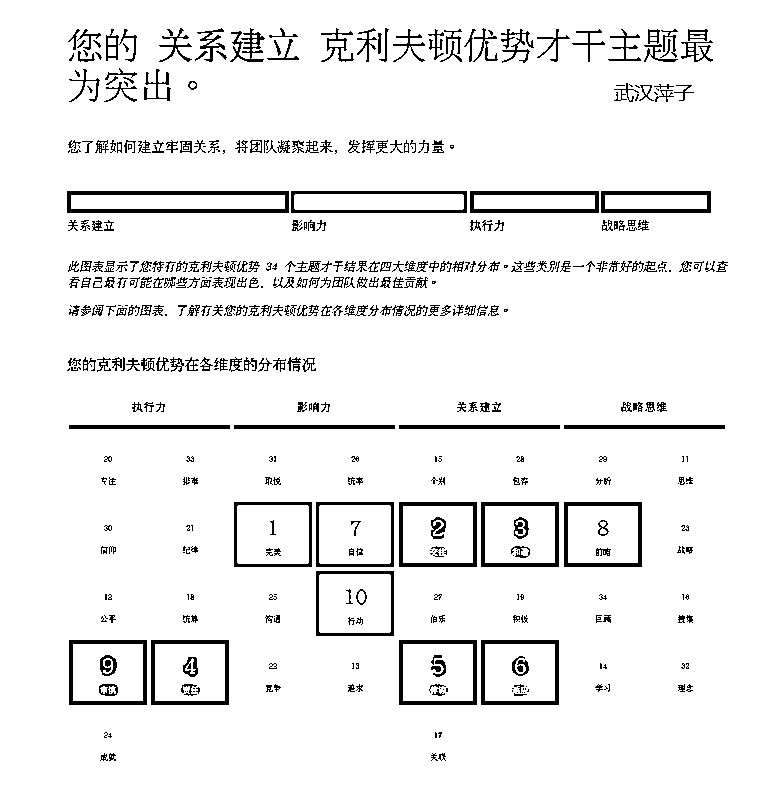 您的 关系建立 克利夫顿优势才干主题最
为突出。
武汉萍子
您了解如何建立牢固关系，将团队凝聚起来，发挥更大的力量。
关系建立 影响力 执行力 战略思维
此图表显示了您特有的克利夫顿优势 34 个主题才干结果在四大维度中的相对分布。这些类别是一个非常好的起点，您可以查
看自己最有可能在哪些方面表现出色，以及如何为团队做出最佳贡献。
请参阅下面的图表，了解有关您的克利夫顿优势在各维度分布情况的更多详细信息。
您的克利夫顿优势在各维度的分布情况
执行力 影响力 关系建立 战略思维
20 33 31 26 15 28 29 11
专注 排难 取悦 统率 个别 包容 分析 思维
30 21 1 7 2 3 8 23
信仰 纪律 完美 自信 交往 和谐 前瞻 战略
12 18 25 10 27 19 34 16
公平 统筹 沟通 行动 伯乐 积极 回顾 搜集
9 4 22 13 5 6 14 32
审慎 责任 竞争 追求 体谅 适应 学习 理念
24 17
成就 关联